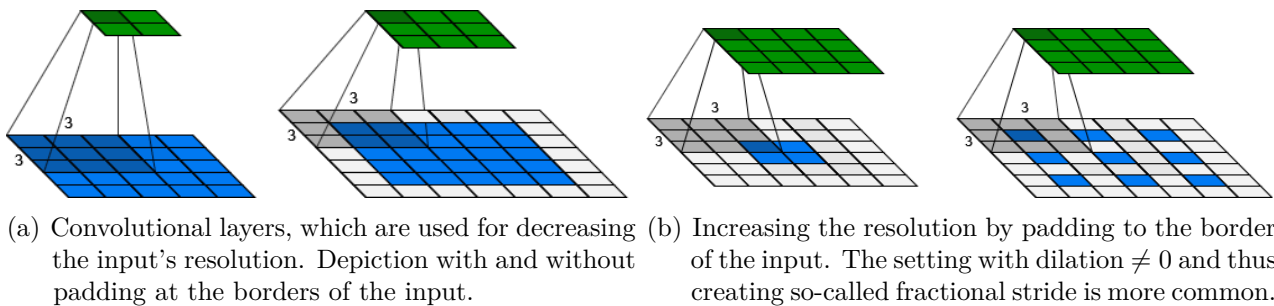 3
3
3
3
3
3
3
3
(a) Convolutional layers, which are used for decreasing
the input's resolution. Depiction with and without
padding at the borders of the input.
(b) Increasing the resolution by padding to the border
of the input. The setting with dilation ≠ 0 and thus
creating so-called fractional stride is more common.